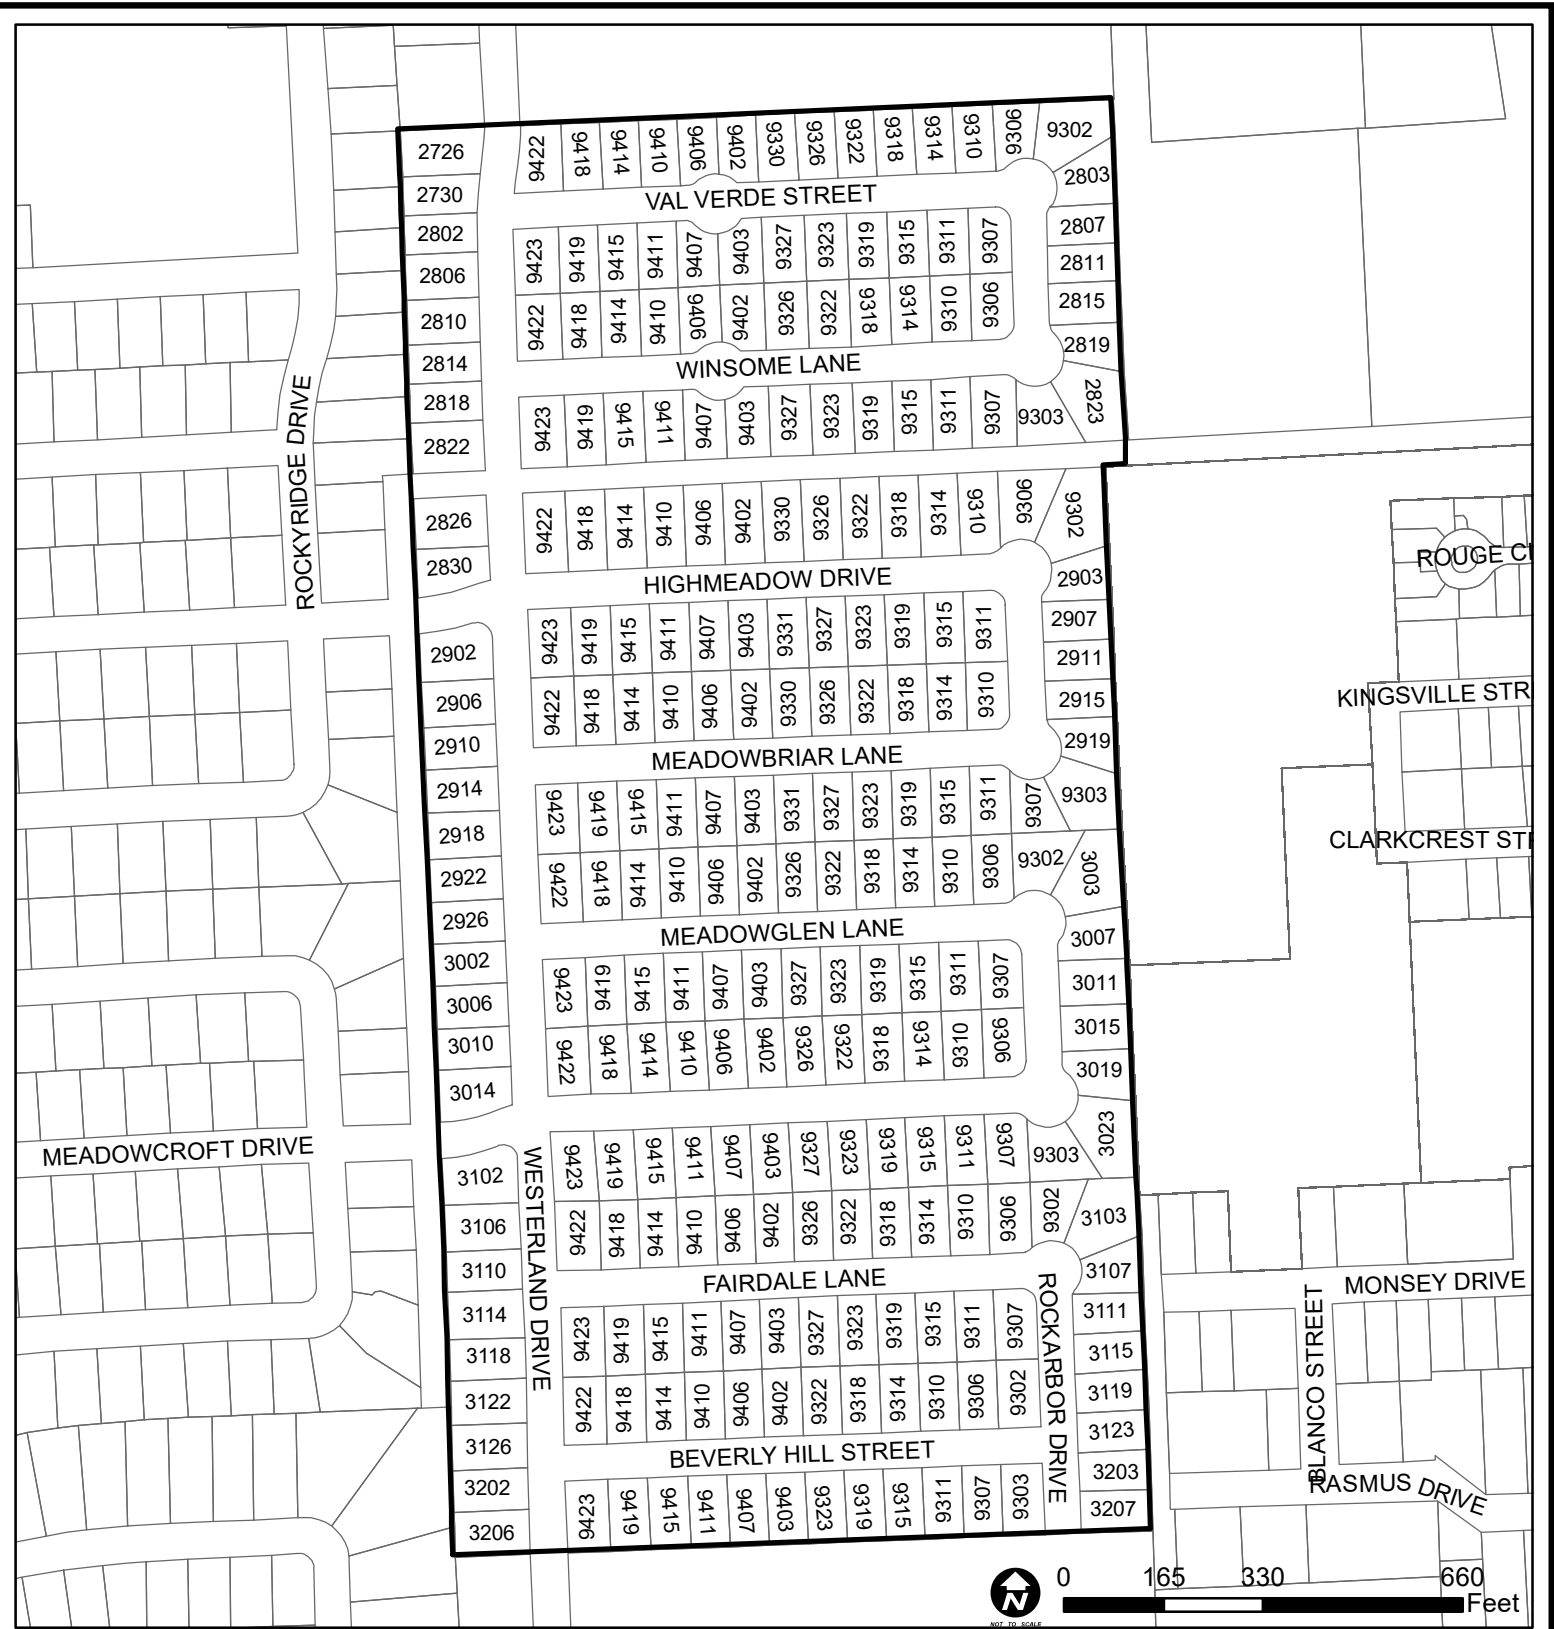 2726
9422 9418 9414 9410 9406 9402 9330 9326 9322 9318 9314 9310 9306 9302
2730
2803
VAL VERDE STREET
2802
9423 9419 9415 9411 9407 9403 9327 9323 9319 9315 9311 9307
2807
2806
2811
9422 9418 9414 9410 9406 9402 9326 9322 9318 9314 9310 9306
2815
2810
2814
WINSOME LANE
2819
2818
9423 9419 9415 9411 9407 9403 9327 9323 9319 9315 9311 9307 9303 2823
2822
ROCKYRIDGE DRIVE
2826
9422 9418 9414 9410 9406 9402 9330 9326 9322 9318 9314 9310 9306 9302
2830
HIGHMEADOW DRIVE
2903
ROUGE CI
2907
9423 9419 9415 9411 9407 9403 9331 9327 9323 9319 9315 9311
2902
2911
2906
9422 9418 9414 9410 9406 9402 9330 9326 9322 9318 9314 9310
2915
KINGSVILLE STR
2910
MEADOWBRIAR LANE
2919
2914
9423 9419 9415 9411 9407 9403 9331 9327 9323 9319 9315 9311 9307 9303
2918
CLARKCREST STR
2922
9422 9418 9414 9410 9406 9402 9326 9322 9318 9314 9310 9306 9302 3003
2926
MEADOWGLEN LANE
3007
3002
9423 9419 9415 9411 9407 9403 9327 9323 9319 9315 9311 9307
3011
3006
3015
3010
9422 9418 9414 9410 9406 9402 9326 9322 9318 9314 9310 9306
3019
3014
MEADOWCROFT DRIVE
9423 9419 9415 9411 9407 9403 9327 9323 9319 9315 9311 9307 9303 3023
3102
WESTERLAND DRIVE
3106
9422 9418 9414 9410 9406 9402 9326 9322 9318 9314 9310 9306 9302 3103
3110
FAIRDALE LANE
3107
MONSEY DRIVE
3114
9423 9419 9415 9411 9407 9403 9327 9323 9319 9315 9311 9307
3111
ROCKARBOR DRIVE
BLANCO STREET
3118
3115
3122
9422 9418 9414 9410 9406 9402 9322 9318 9314 9310 9306 9302
3119
3126
BEVERLY HILL STREET
3123
3202
3203
RASMUS DRIVE
9423 9419 9415 9411 9407 9403 9323 9319 9315 9311 9307 9303
3206
3207
N
NOT TO SCALE
0 165 330 660
Feet